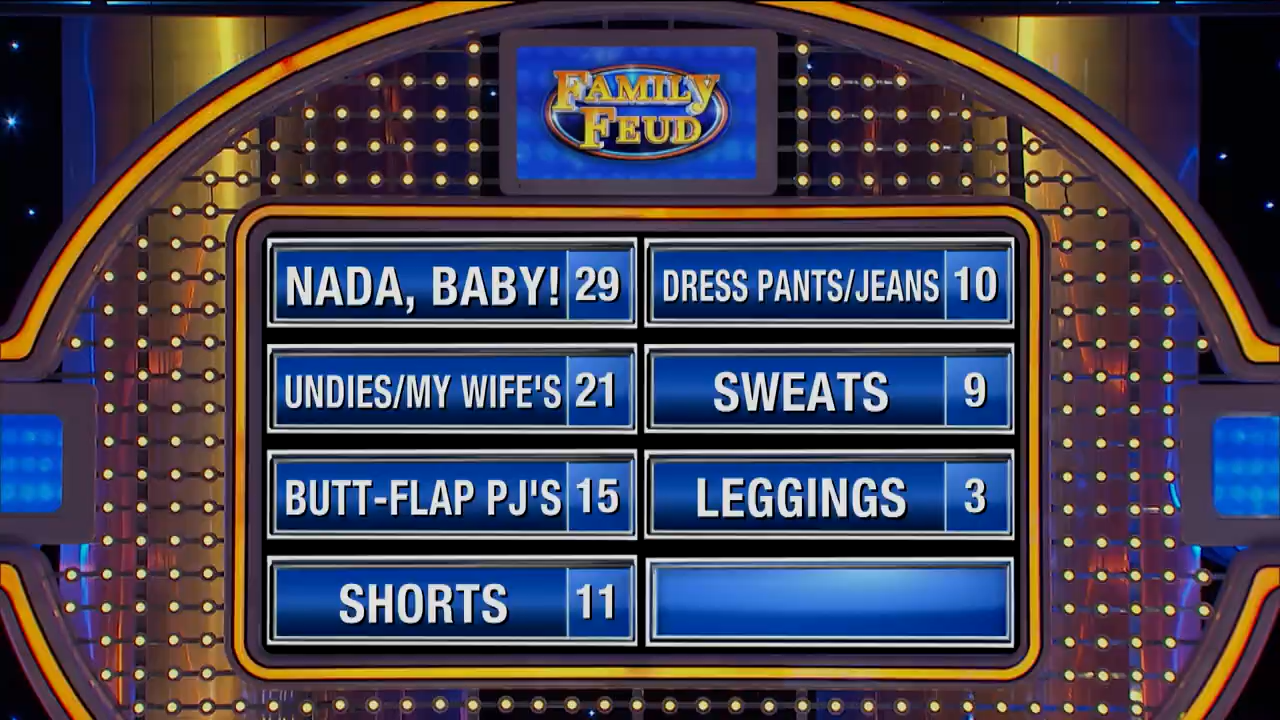 FAMILY
FEUD
NADA, BABY! 29
UNDIES/MY WIFE'S 21
BUTT-FLAP PJ'S 15
SHORTS 11
DRESS PANTS/JEANS 10
SWEATS 9
LEGGINGS 3